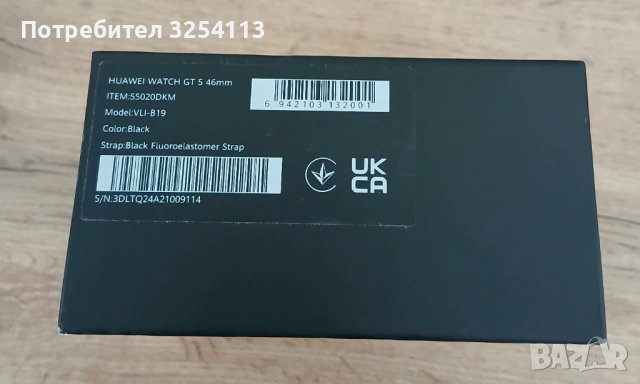 Потребител 3254113
HUAWEI WATCH GT 5 46mm
ITEM:55020DKM
Model:VLI-B19
Color:Black
Strap:Black Fluoroelastomer Strap
6 942103 132001
UK
CA
S/N:3DLTQ24A21009114
BAZAR